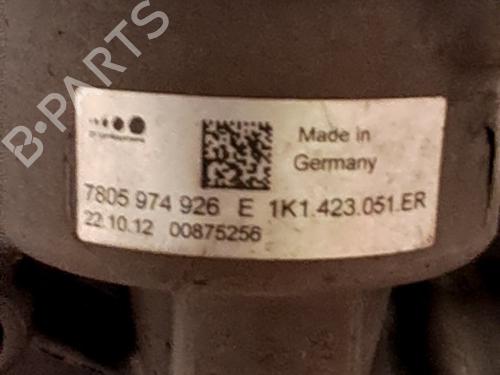 B-PARTS
Made in
Germany
7805 974 926 E 1K1.423.051.ER
22.10.12 00875256